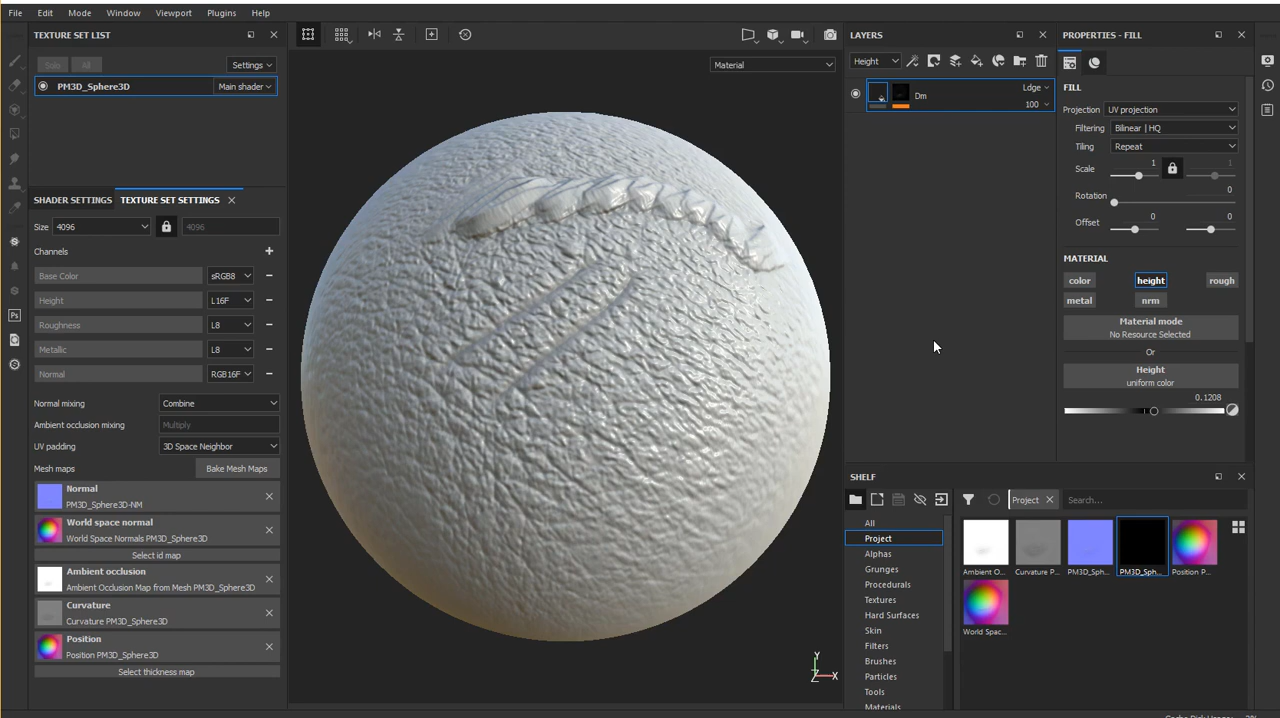 File Edit Mode Window Viewport Plugins Help
TEXTURE SET LIST
Solo All Settings
PM3D_Sphere3D Main shader
SHADER SETTINGS TEXTURE SET SETTINGS
Size 4096 4096
Channels
Base Color sRGB8
Height L16F
Roughness L8
Metallic L8
Normal RGB16F
Normal mixing Combine
Ambient occlusion mixing Multiply
UV padding 3D Space Neighbor
Mesh maps Bake Mesh Maps
Normal
PM3D_Sphere3D-NM
World space normal
World Space Normals PM3D_Sphere3D
Select id map
Ambient occlusion
Ambient Occlusion Map from Mesh PM3D_Sphere3D
Curvature
Curvature PM3D_Sphere3D
Position
Position PM3D_Sphere3D
Select thickness map
Ps
Material
Y
Z X
LAYERS
Height
Dm Ldge
100
PROPERTIES - FILL
FILL
Projection UV projection
Filtering Bilinear | HQ
Tiling Repeat
Scale 1 1
Rotation 0
Offset 0 0
MATERIAL
color height rough
metal nrm
Material mode
No Resource Selected
Or
Height
uniform color
0.1208
SHELF
Project Search...
All
Project
Alphas
Grunges
Procedurals
Textures
Hard Surfaces
Skin
Filters
Brushes
Particles
Tools
Materials
Ambient O... Curvature P... PM3D_Sph... PM3D_Sph... Position P...
World Spac...